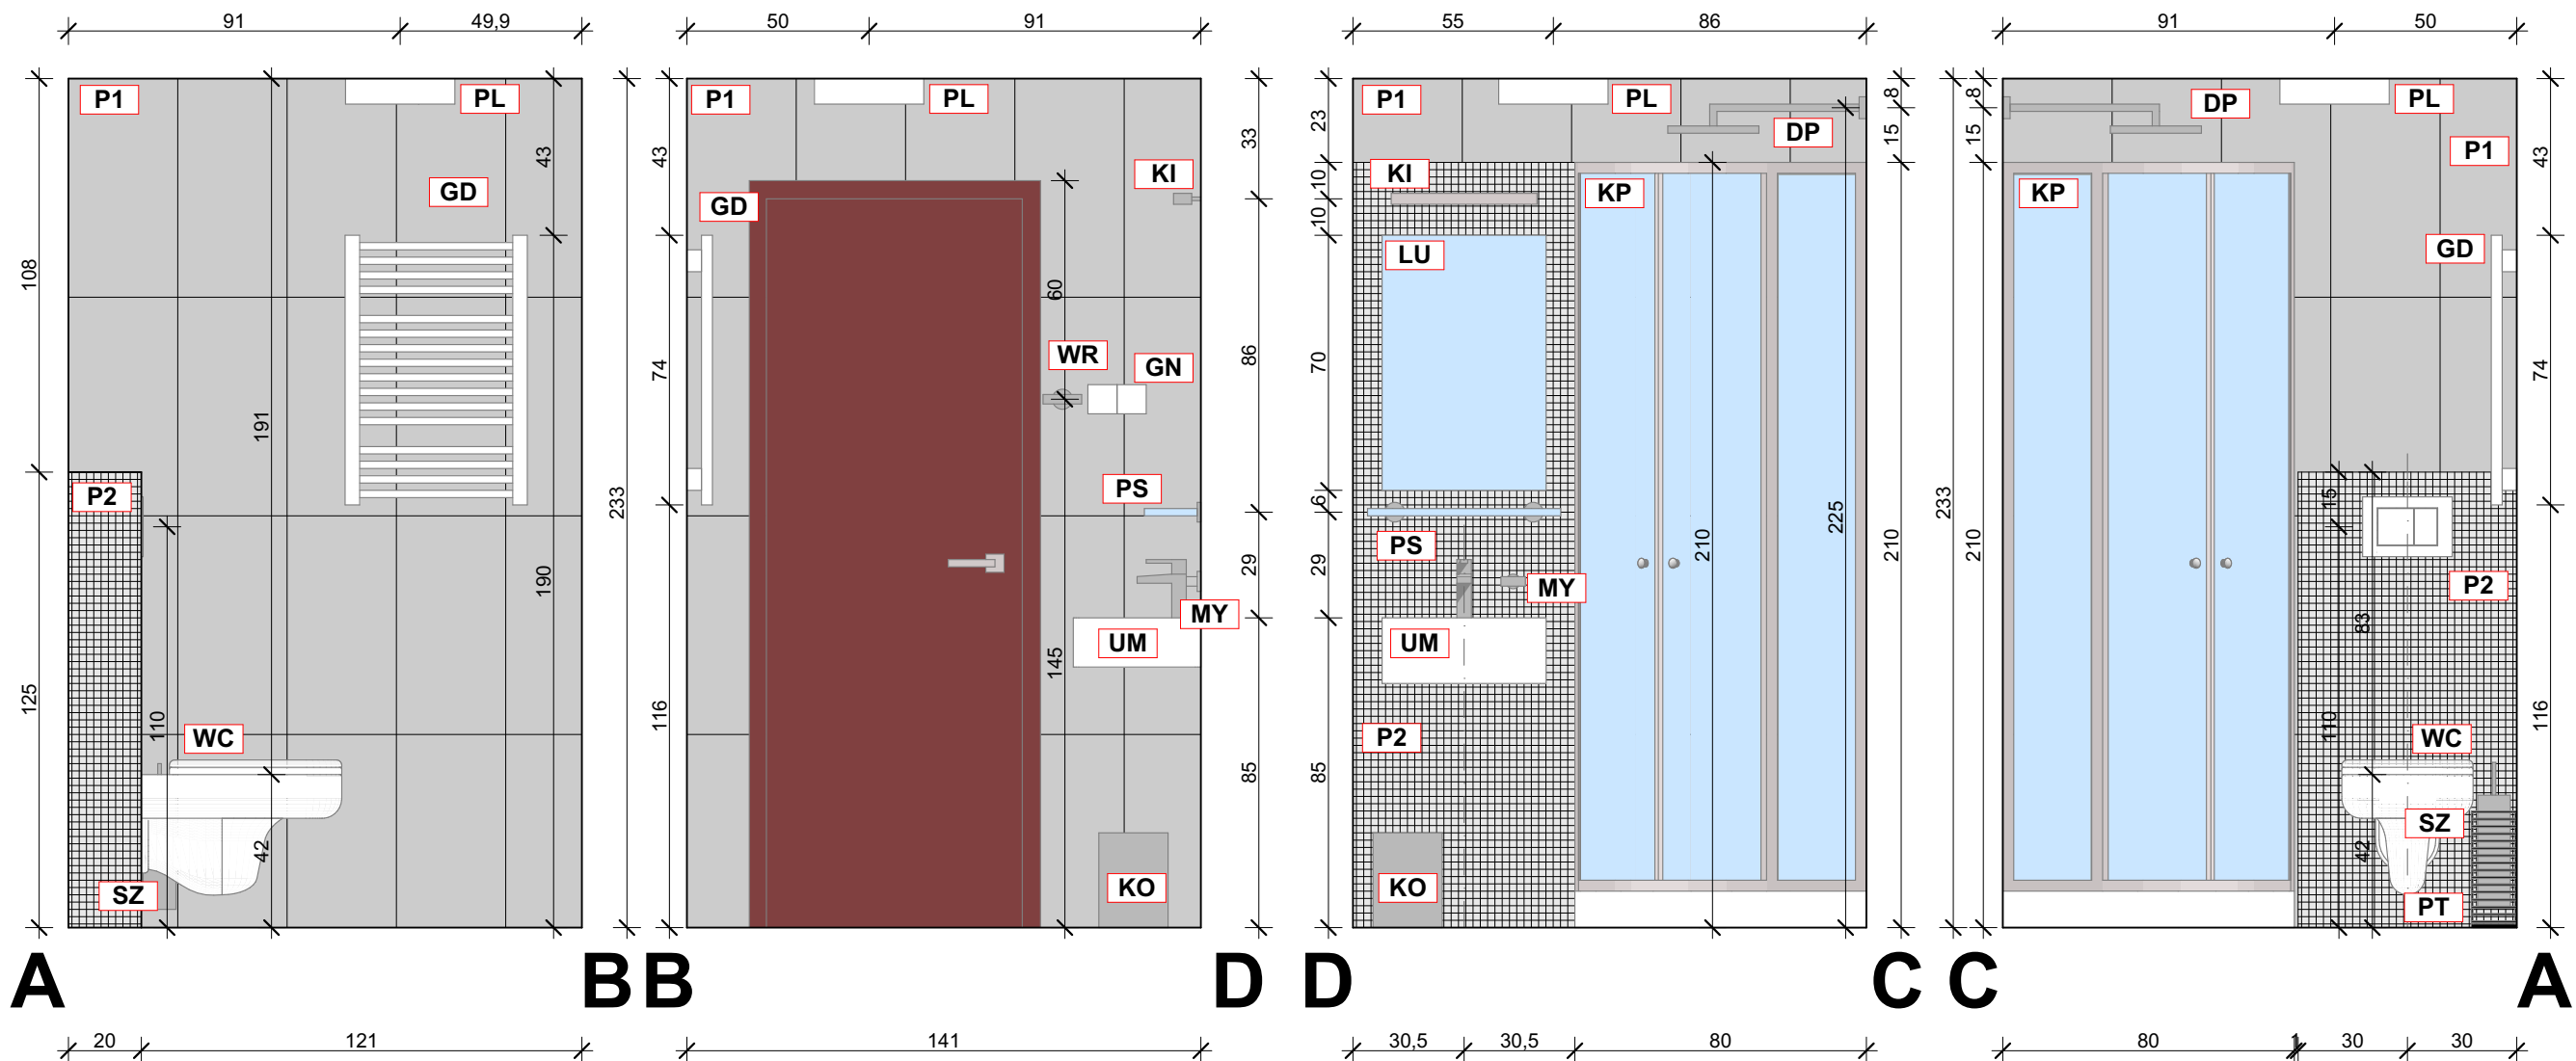 91 49,9 50 91 55 86 91 50
P1 PL P1 PL P1 PL DP DP PL P1
GD GD KI KI KP KP GD
LU
WR GN
P2 PS PS MY P2
MY
UM UM
WC P2 WC
SZ KO KO SZ
PT
108 125 191 110 42 43 190
233 43 74 116 60 145 33 86 29 85
23 10 10 70 6 29 85 210 225 8 15 210
233 8 15 210 15 110 83 42 43 74 116
A B B D D C C A
20 121 141 30,5 30,5 80 80 1 30 30